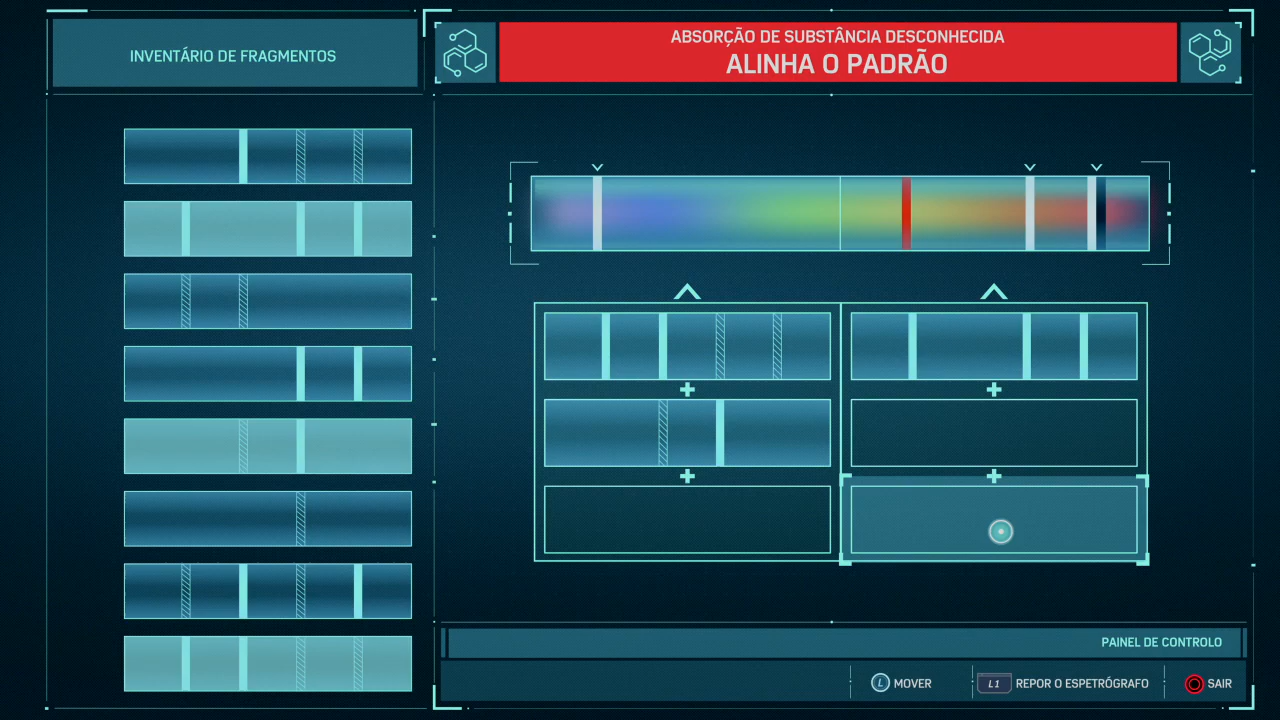 INVENTÁRIO DE FRAGMENTOS
ABSORÇÃO DE SUBSTÂNCIA DESCONHECIDA
ALINHA O PADRÃO
PAINEL DE CONTROLO
L MOVER
L1 REPOR O ESPETRÓGRAFO
SAIR